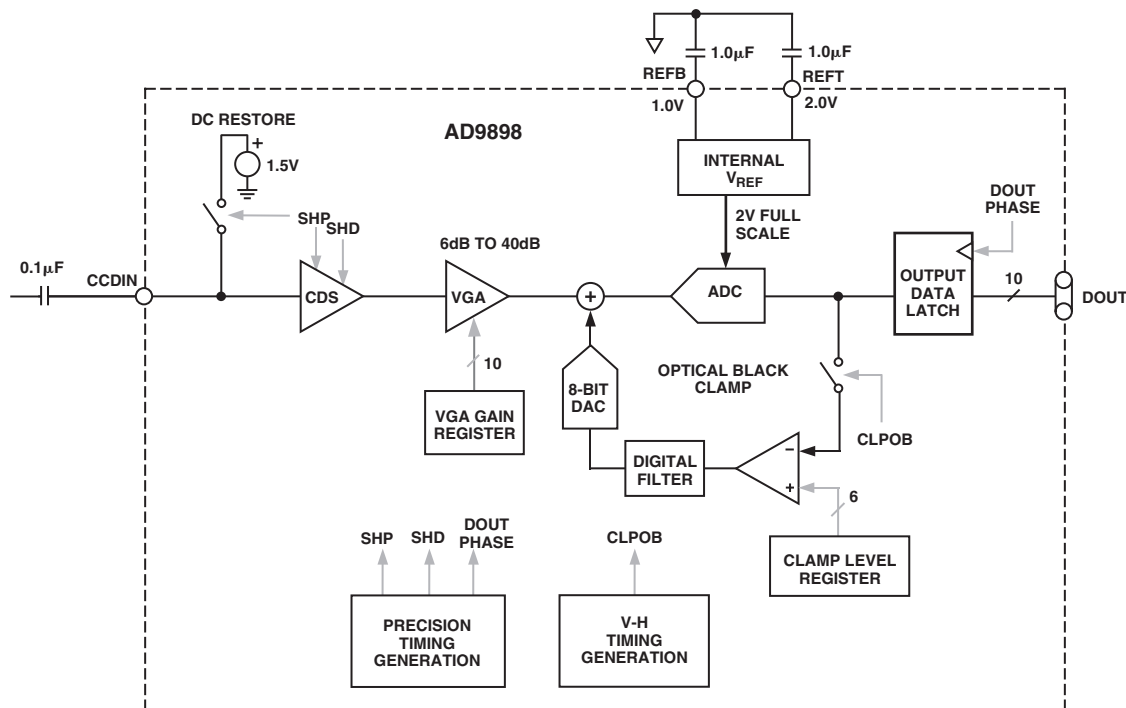 1.0µF
1.0µF
REFB
REFT
1.0V
2.0V
DC RESTORE
AD9898
+
1.5V
INTERNAL
VREF
DOUT
PHASE
SHP
SHD
2V FULL
SCALE
6dB TO 40dB
0.1µF
CCDIN
CDS
VGA
+
ADC
OUTPUT
DATA
LATCH
10
DOUT
10
8-BIT
DAC
OPTICAL BLACK
CLAMP
VGA GAIN
REGISTER
CLPOB
DIGITAL
FILTER
–
+
6
SHP
SHD
DOUT
PHASE
CLPOB
CLAMP LEVEL
REGISTER
PRECISION
TIMING
GENERATION
V-H
TIMING
GENERATION